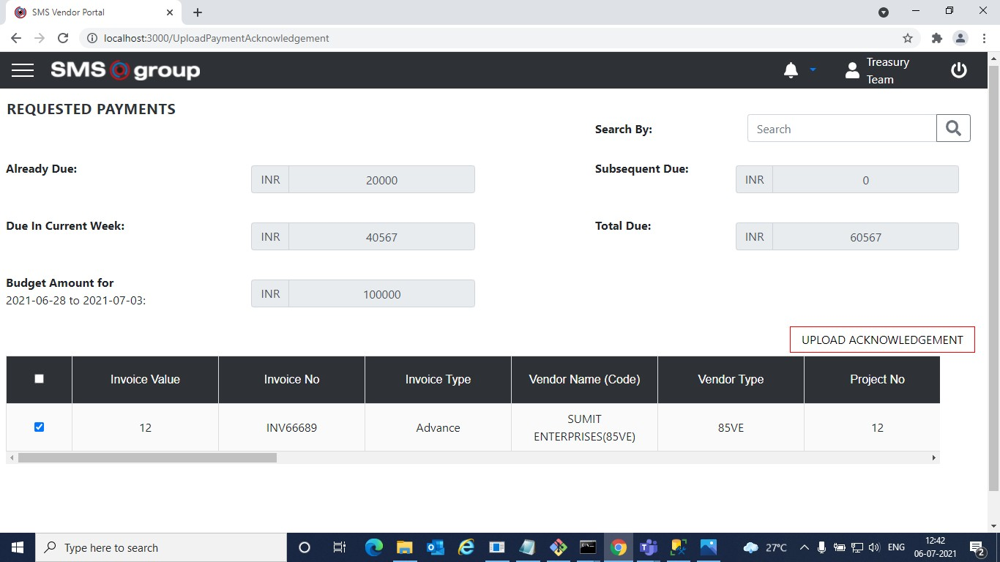 SMS Vendor Portal
localhost:3000/UploadPaymentAcknowledgement
SMS group
Treasury
Team
REQUESTED PAYMENTS
Search By:
Search
Already Due:
INR
20000
Subsequent Due:
INR
0
Due In Current Week:
INR
40567
Total Due:
INR
60567
Budget Amount for
2021-06-28 to 2021-07-03:
INR
100000
UPLOAD ACKNOWLEDGEMENT
Invoice Value
Invoice No
Invoice Type
Vendor Name (Code)
Vendor Type
Project No
12
INV66689
Advance
SUMIT
ENTERPRISES(85VE)
85VE
12
Type here to search
27°C
ENG
12:42
06-07-2021
2